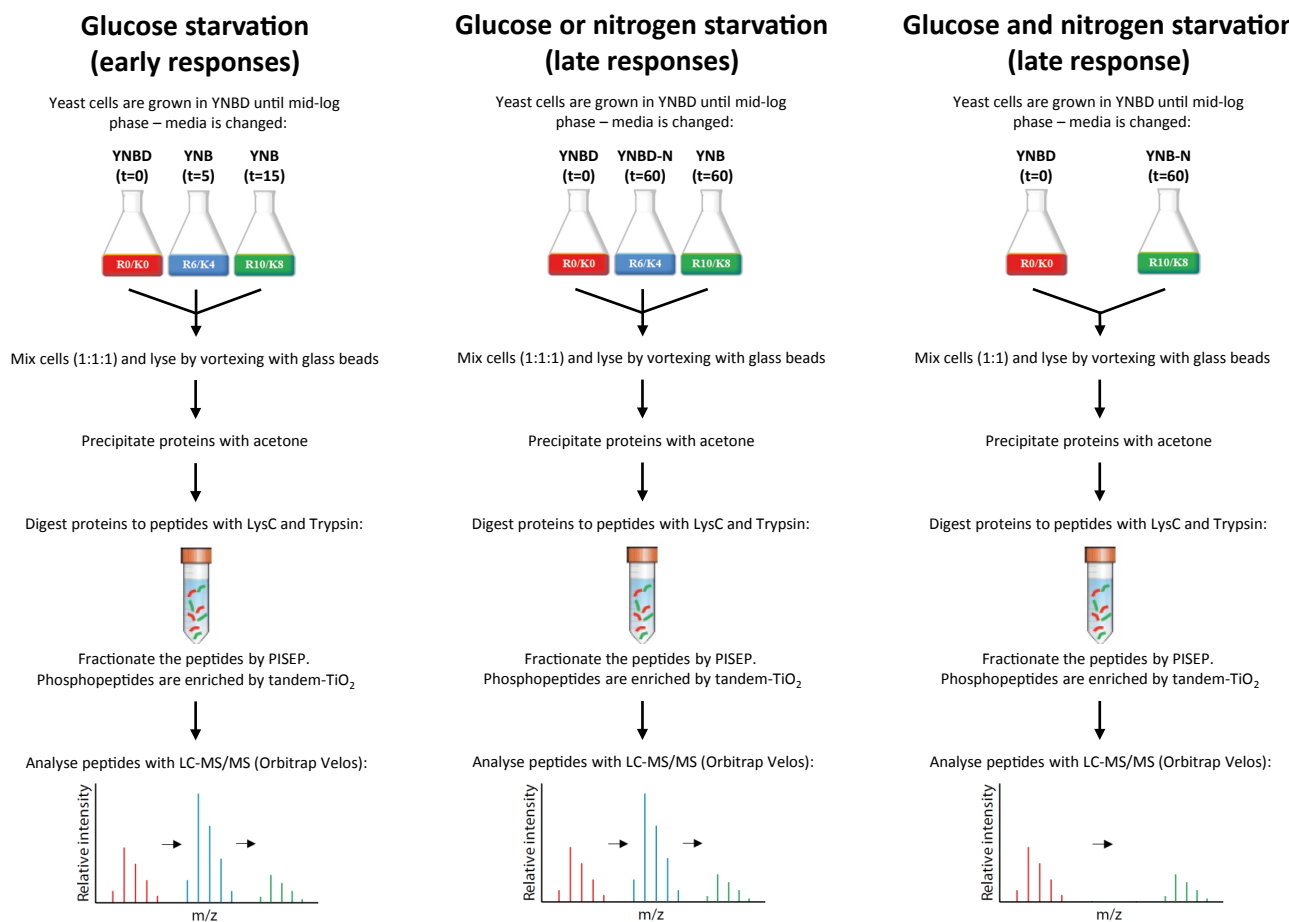 Glucose starvation
(early responses)
Yeast cells are grown in YNBD until mid-log
phase – media is changed:
YNBD YNB YNB
(t=0) (t=5) (t=15)
R0/K0 R6/K4 R10/K8
Mix cells (1:1:1) and lyse by vortexing with glass beads
Precipitate proteins with acetone
Digest proteins to peptides with LysC and Trypsin:
Fractionate the peptides by PISEP.
Phosphopeptides are enriched by tandem-TiO₂
Analyse peptides with LC-MS/MS (Orbitrap Velos):
Relative intensity
m/z
Glucose or nitrogen starvation
(late responses)
Yeast cells are grown in YNBD until mid-log
phase – media is changed:
YNBD YNBD-N YNB
(t=0) (t=60) (t=60)
R0/K0 R6/K4 R10/K8
Mix cells (1:1:1) and lyse by vortexing with glass beads
Precipitate proteins with acetone
Digest proteins to peptides with LysC and Trypsin:
Fractionate the peptides by PISEP.
Phosphopeptides are enriched by tandem-TiO₂
Analyse peptides with LC-MS/MS (Orbitrap Velos):
Relative intensity
m/z
Glucose and nitrogen starvation
(late response)
Yeast cells are grown in YNBD until mid-log
phase – media is changed:
YNBD YNB-N
(t=0) (t=60)
R0/K0 R10/K8
Mix cells (1:1) and lyse by vortexing with glass beads
Precipitate proteins with acetone
Digest proteins to peptides with LysC and Trypsin:
Fractionate the peptides by PISEP.
Phosphopeptides are enriched by tandem-TiO₂
Analyse peptides with LC-MS/MS (Orbitrap Velos):
Relative intensity
m/z